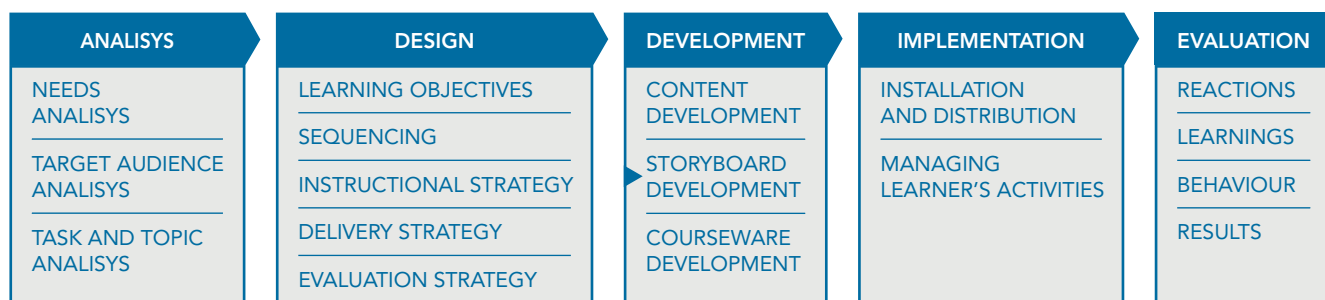 ANALISYS
NEEDS
ANALISYS
TARGET AUDIENCE
ANALISYS
TASK AND TOPIC
ANALISYS
DESIGN
LEARNING OBJECTIVES
SEQUENCING
INSTRUCTIONAL STRATEGY
DELIVERY STRATEGY
EVALUATION STRATEGY
DEVELOPMENT
CONTENT
DEVELOPMENT
STORYBOARD
DEVELOPMENT
COURSEWARE
DEVELOPMENT
IMPLEMENTATION
INSTALLATION
AND DISTRIBUTION
MANAGING
LEARNER'S ACTIVITIES
EVALUATION
REACTIONS
LEARNINGS
BEHAVIOUR
RESULTS